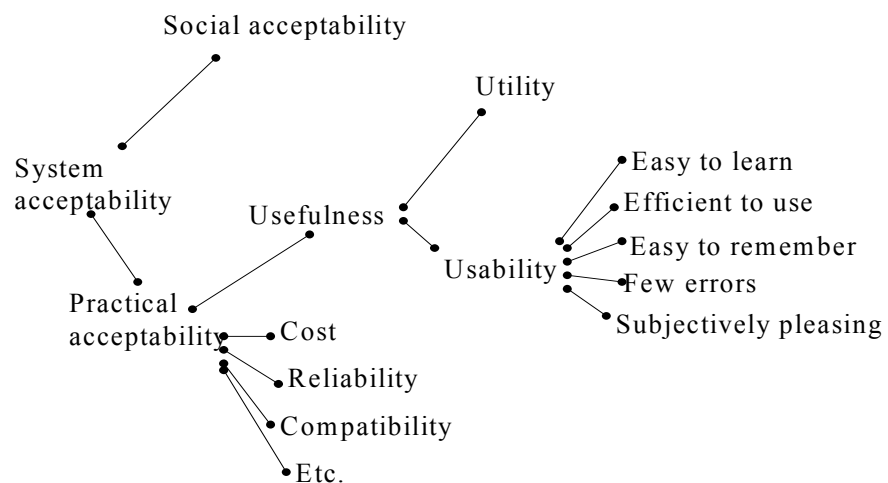 Social acceptability
Utility
Easy to learn
System
acceptability
Efficient to use
Usefulness
Easy to remember
Usability
Few errors
Practical
acceptability
Subjectively pleasing
Cost
Reliability
Compatibility
Etc.